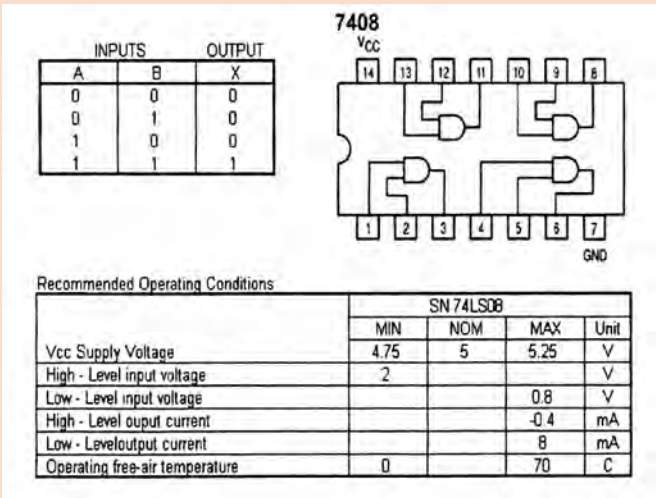 7408
INPUTS OUTPUT
A B X
0 0 0
0 1 0
1 0 0
1 1 1
VCC
14 13 12 11 10 9 8
1 2 3 4 5 6 7
GND
Recommended Operating Conditions
SN 74LS08
MIN NOM MAX Unit
Vcc Supply Voltage 4.75 5 5.25 V
High - Level input voltage 2 V
Low - Level input voltage 0.8 V
High - Level ouput current -0.4 mA
Low - Leveloutput current 8 mA
Operating free-air temperature 0 70 C